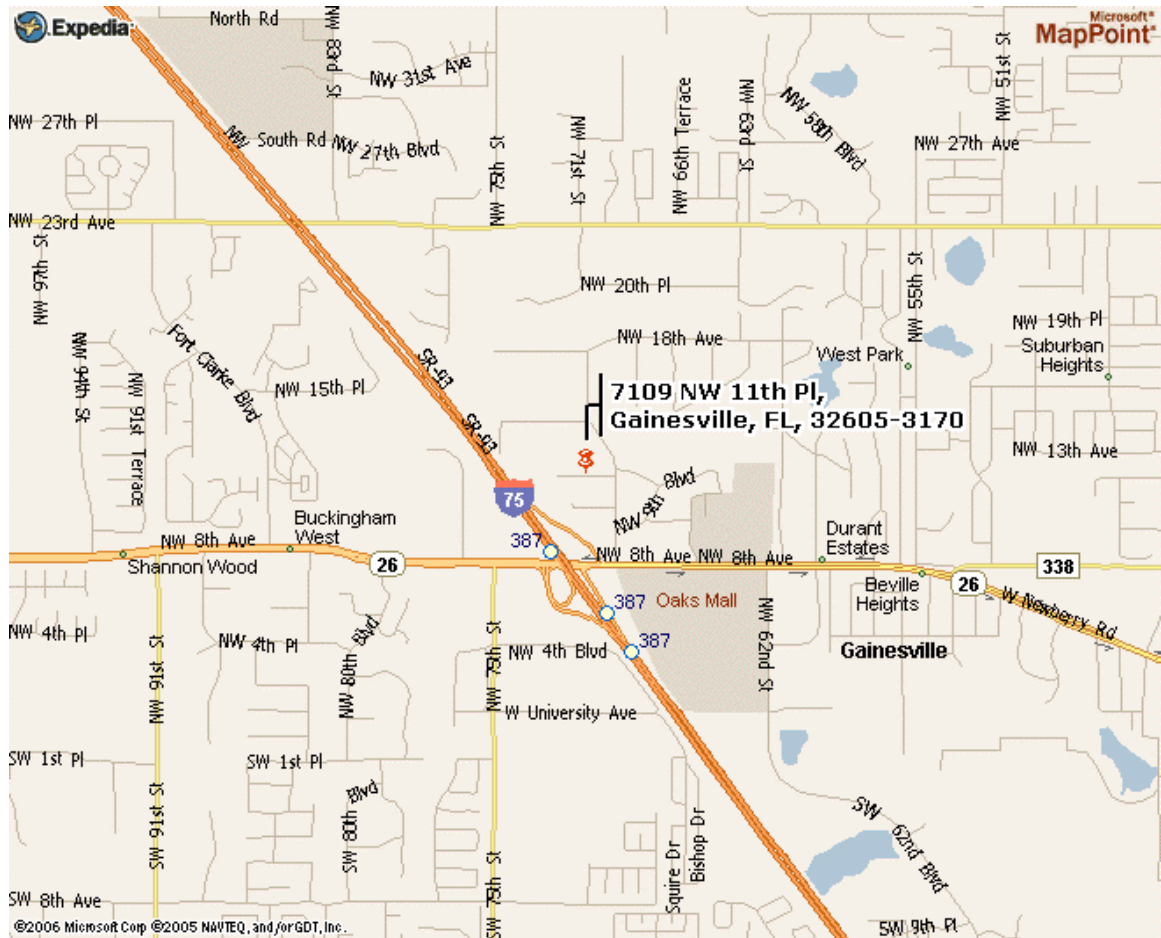 Expedia
Microsoft®
MapPoint®
North Rd
NW 83rd St
NW 31st Ave
NW 51st St
NW 27th Pl
NW
South Rd
NW 27th Blvd
NW 75th St
NW 71st St
NW 66th Terrace
NW 63rd St
NW 58th Blvd
NW 27th Ave
NW 23rd Ave
NW 97th St
NW 20th Pl
NW 55th St
NW 19th Pl
Suburban
Heights
NW 94th St
NW 91st Terrace
Fort Clarke Blvd
NW 15th Pl
SR-93
SR-93
NW 18th Ave
West Park
7109 NW 11th Pl,
Gainesville, FL, 32605-3170
NW 13th Ave
75
NW 9th Blvd
Buckingham
West
NW 8th Ave
Shannon Wood
26
387
NW 8th Ave
NW 8th Ave
Durant
Estates
338
Beville
Heights
26
W Newberry Rd
387
Oaks Mall
387
NW 62nd St
Gainesville
NW 4th Pl
NW 91st St
NW 4th Pl
NW 80th Blvd
NW 75th St
NW 4th Blvd
W University Ave
SW 1st Pl
SW 91st St
SW 1st Pl
SW 80th Blvd
SW 75th St
Squire Dr
Bishop Dr
SW 62nd Blvd
SW 8th Ave
SW 9th Pl
©2006 Microsoft Corp ©2005 NAVTEQ, and/or GDT, Inc.